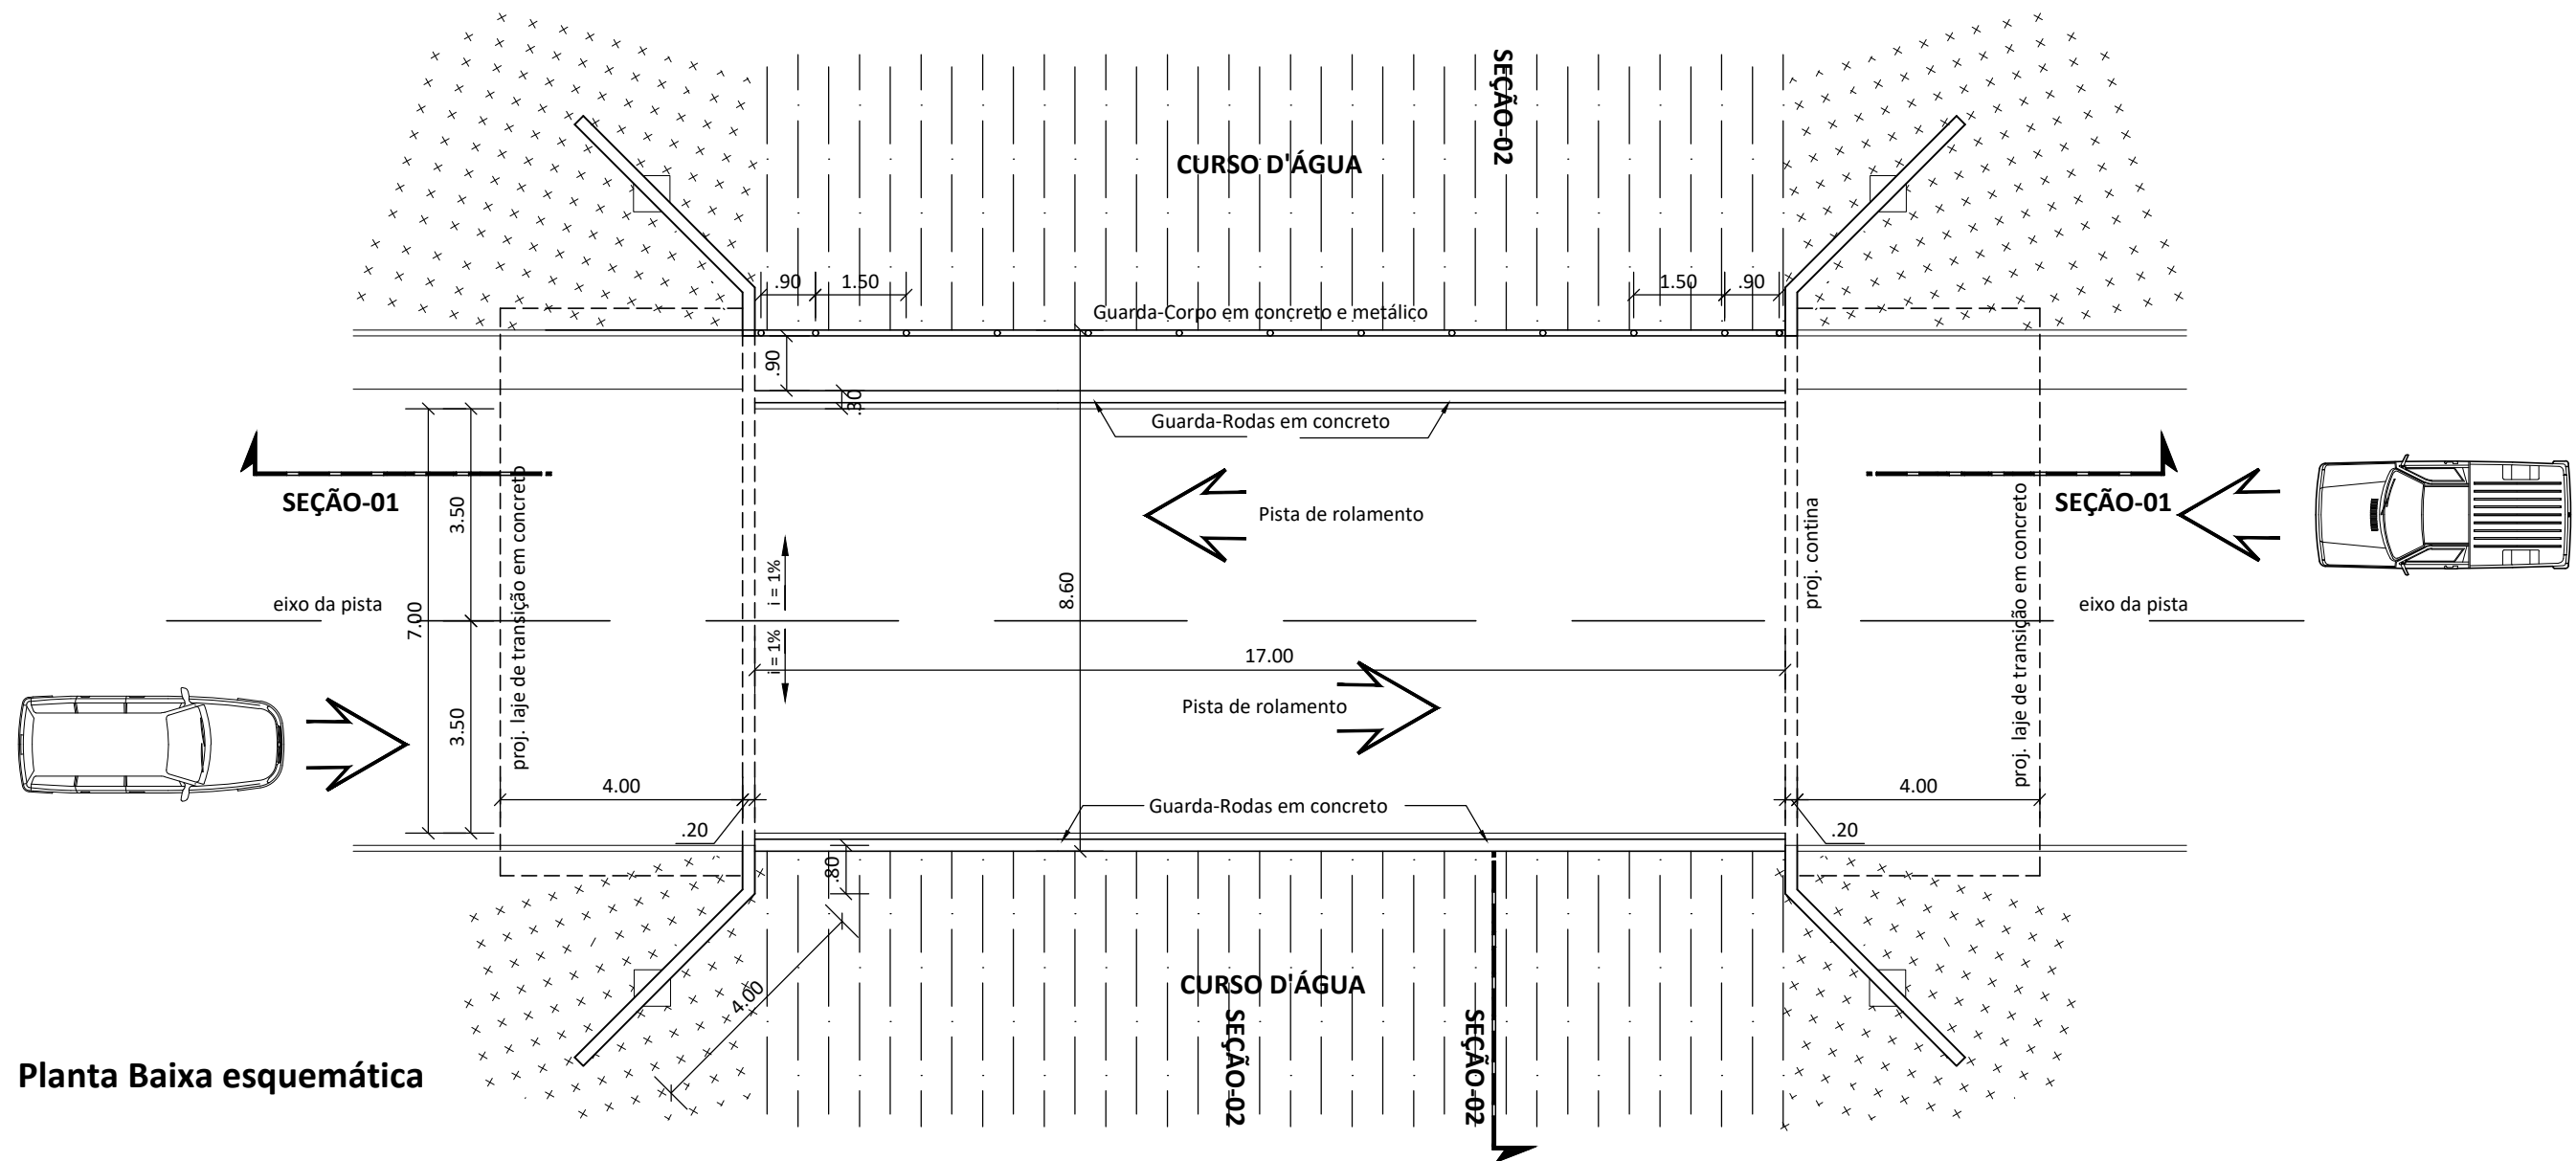 SEÇÃO-02
CURSO D'ÁGUA
.90
1.50
1.50
.90
Guarda-Corpo em concreto e metálico
.90
.30
Guarda-Rodas em concreto
SEÇÃO-01
SEÇÃO-01
3.50
proj. laje de transição em concreto
Pista de rolamento
proj. contina
proj. laje de transição em concreto
i = 1%
8.60
eixo da pista
7.00
eixo da pista
i = 1%
17.00
3.50
Pista de rolamento
4.00
Guarda-Rodas em concreto
4.00
.20
.20
.80
4.00
CURSO D'ÁGUA
SEÇÃO-02
SEÇÃO-02
Planta Baixa esquemática